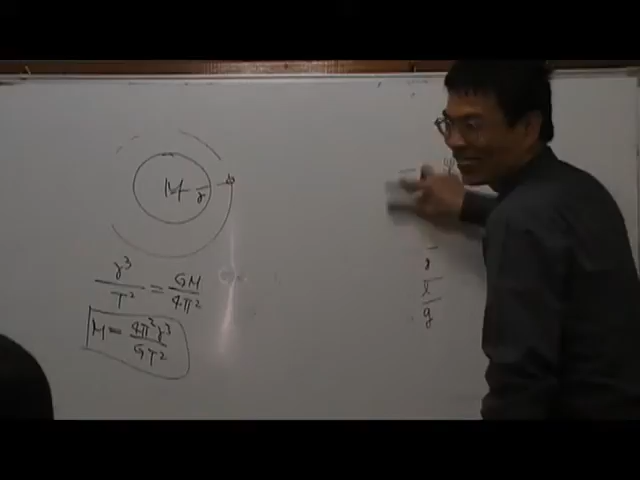 M r
r³/T² = GM/4π²
M = 4π²r³/GT²
π
g